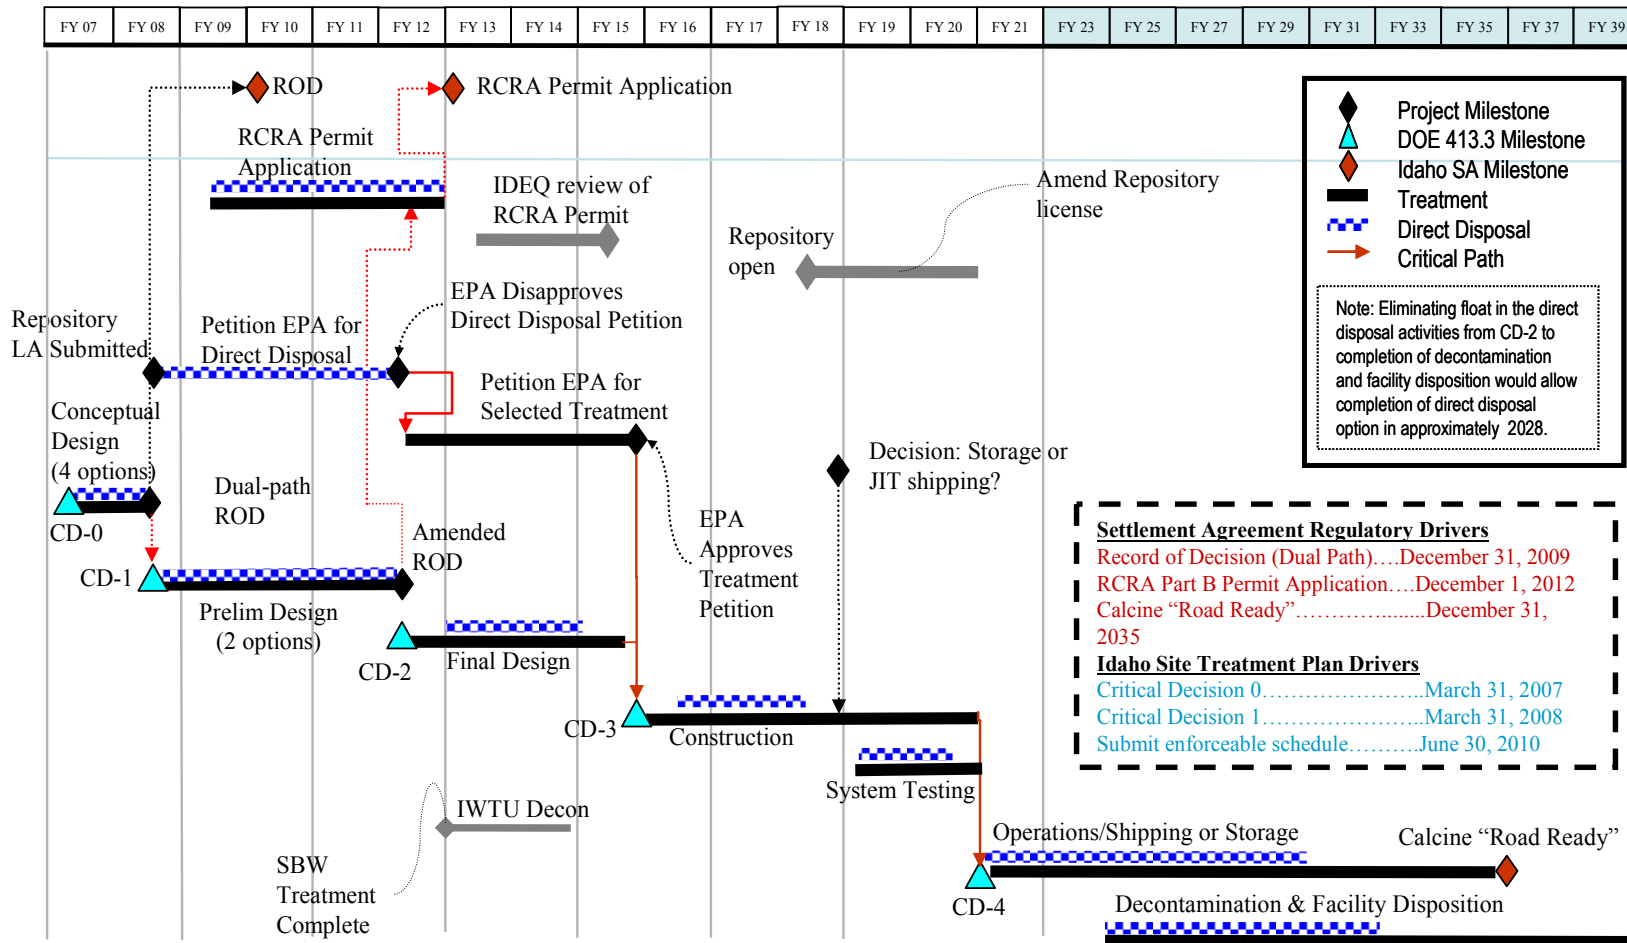 FY 07 FY 08 FY 09 FY 10 FY 11 FY 12 FY 13 FY 14 FY 15 FY 16 FY 17 FY 18 FY 19 FY 20 FY 21 FY 23 FY 25 FY 27 FY 29 FY 31 FY 33 FY 35 FY 37 FY 39
ROD
RCRA Permit Application
RCRA Permit
Application
IDEQ review of
RCRA Permit
Amend Repository
license
Repository
open
Project Milestone
DOE 413.3 Milestone
Idaho SA Milestone
Treatment
Direct Disposal
Critical Path
Note: Eliminating float in the direct
disposal activities from CD-2 to
completion of decontamination
and facility disposition would allow
completion of direct disposal
option in approximately 2028.
Repository
LA Submitted
Petition EPA for
Direct Disposal
EPA Disapproves
Direct Disposal Petition
Petition EPA for
Selected Treatment
Conceptual
Design
(4 options)
CD-0
Dual-path
ROD
Amended
ROD
Decision: Storage or
JIT shipping?
EPA
Approves
Treatment
Petition
CD-1
Prelim Design
(2 options)
CD-2
Final Design
CD-3
Construction
System Testing
Settlement Agreement Regulatory Drivers
Record of Decision (Dual Path)….December 31, 2009
RCRA Part B Permit Application….December 1, 2012
Calcine “Road Ready”…………........December 31,
2035
Idaho Site Treatment Plan Drivers
Critical Decision 0…………………..March 31, 2007
Critical Decision 1…………………..March 31, 2008
Submit enforceable schedule……….June 30, 2010
IWTU Decon
SBW
Treatment
Complete
Operations/Shipping or Storage
Calcine “Road Ready”
CD-4
Decontamination & Facility Disposition